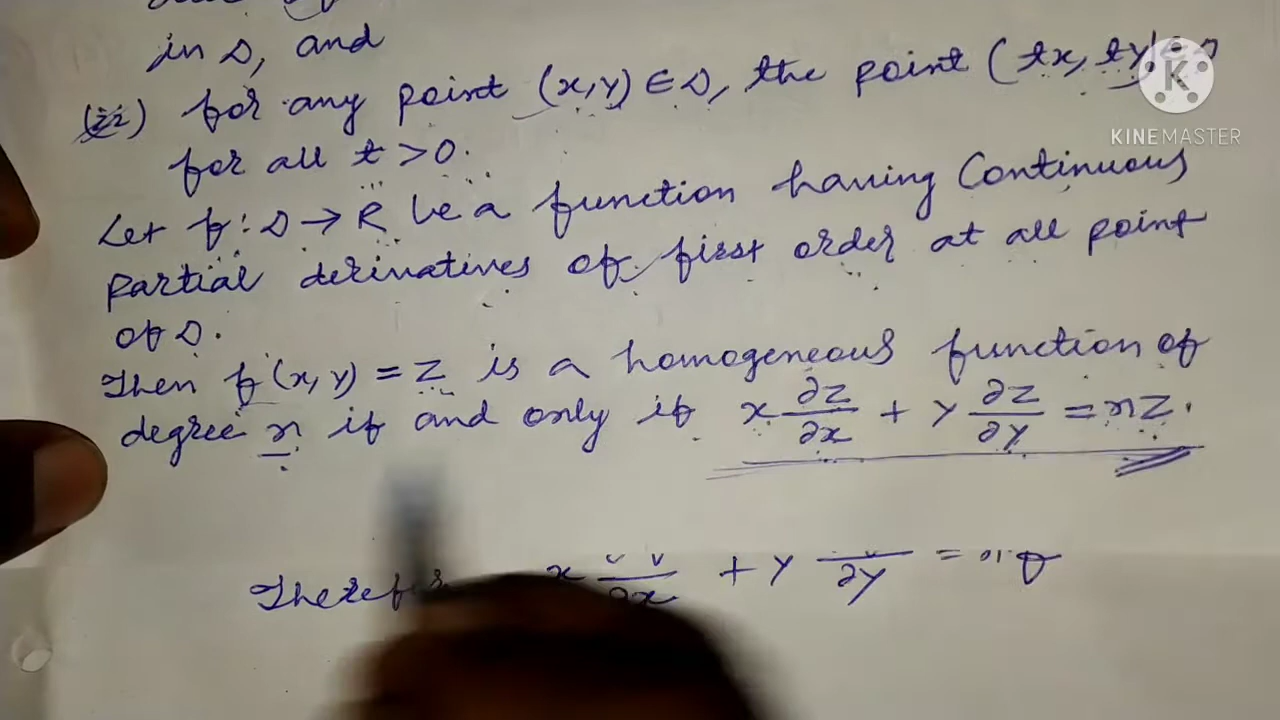 in D, and
(ii) for any point (x,y) ∈ D, the point (tx, ty)
for all t > 0.
Let f : D → R be a function having Continuous
partial derivatives of first order at all point
of D.
Then f(x, y) = Z is a homogeneous function of
degree n if and only if x ∂Z/∂x + y ∂Z/∂y = nZ.
x /∂x + y /∂y = n.f
K
KINEMASTER